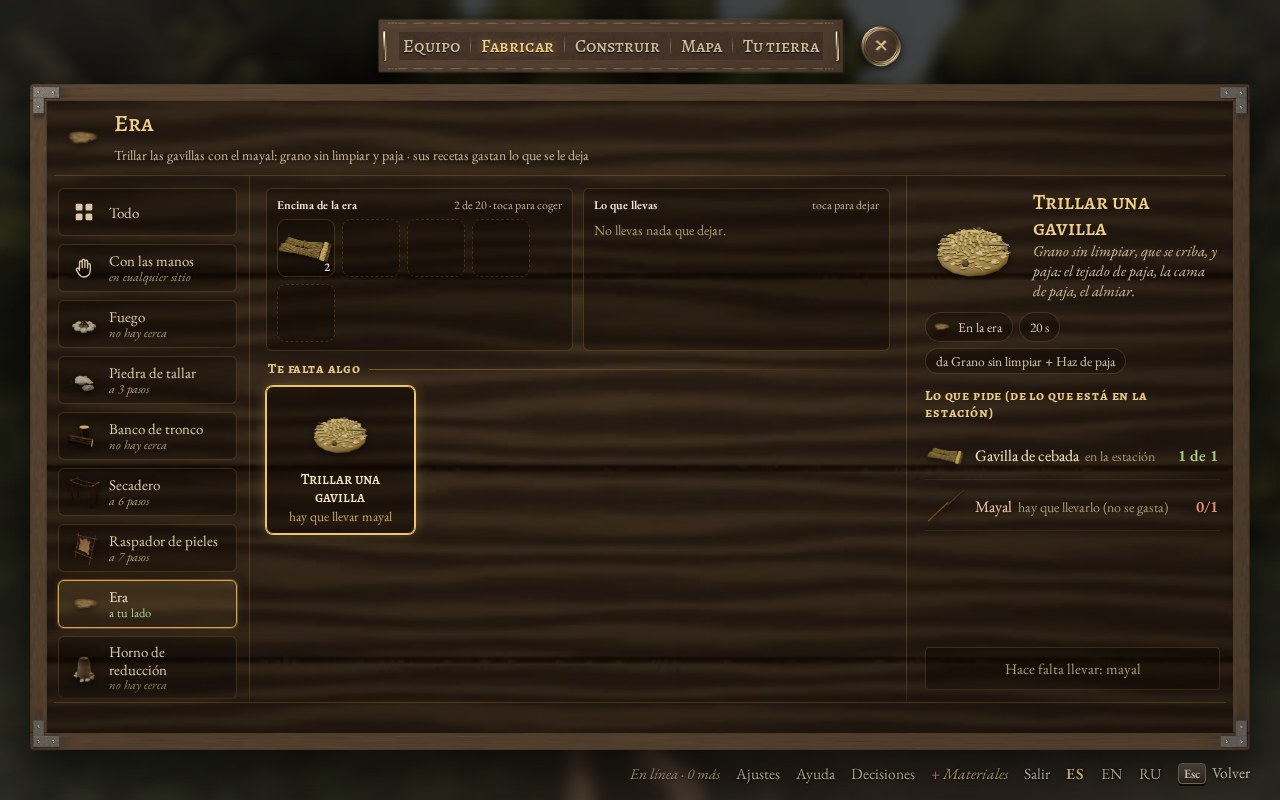 Equipo
Fabricar
Construir
Mapa
Tu tierra
Era
Trillar las gavillas con el mayal: grano sin limpiar y paja · sus recetas gastan lo que se le deja
Todo
Con las manos
en cualquier sitio
Fuego
no hay cerca
Piedra de tallar
a 3 pasos
Banco de tronco
no hay cerca
Secadero
a 6 pasos
Raspador de pieles
a 7 pasos
Era
a tu lado
Horno de
reducción
no hay cerca
Encima de la era
2 de 20 · toca para coger
2
Lo que llevas
toca para dejar
No llevas nada que dejar.
Te falta algo
Trillar una
gavilla
hay que llevar mayal
Trillar una
gavilla
Grano sin limpiar, que se criba, y
paja: el tejado de paja, la cama
de paja, el almiar.
En la era
20 s
da Grano sin limpiar + Haz de paja
Lo que pide (de lo que está en la
estación)
Gavilla de cebada en la estación 1 de 1
Mayal hay que llevarlo (no se gasta) 0/1
Hace falta llevar: mayal
En línea · 0 más
Ajustes
Ayuda
Decisiones
+ Materiales
Salir
ES
EN
RU
Esc
Volver